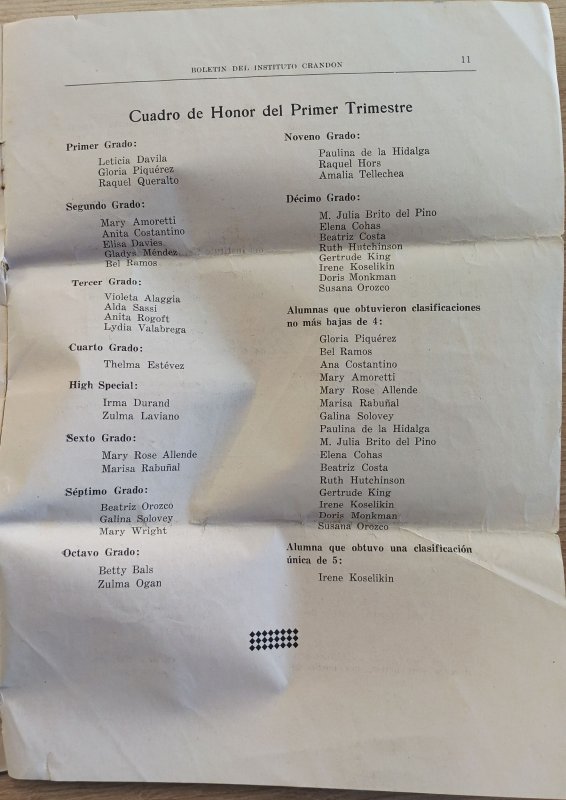 BOLETIN DEL INSTITUTO CRANDON
11
Cuadro de Honor del Primer Trimestre
Primer Grado:
Leticia Davila
Gloria Piquérez
Raquel Queralto
Segundo Grado:
Mary Amoretti
Anita Costantino
Elisa Davies
Gladys Méndez
Bel Ramos
Tercer Grado:
Violeta Alaggia
Alda Sassi
Anita Rogoft
Lydia Valabrega
Cuarto Grado:
Thelma Estévez
High Special:
Irma Durand
Zulma Laviano
Sexto Grado:
Mary Rose Allende
Marisa Rabuñal
Séptimo Grado:
Beatriz Orozco
Galina Solovey
Mary Wright
Octavo Grado:
Betty Bals
Zulma Ogan
Noveno Grado:
Paulina de la Hidalga
Raquel Hors
Amalia Tellechea
Décimo Grado:
M. Julia Brito del Pino
Elena Cohas
Beatriz Costa
Ruth Hutchinson
Gertrude King
Irene Koselikin
Doris Monkman
Susana Orozco
Alumnas que obtuvieron clasificaciones
no más bajas de 4:
Gloria Piquérez
Bel Ramos
Ana Costantino
Mary Amoretti
Mary Rose Allende
Marisa Rabuñal
Galina Solovey
Paulina de la Hidalga
M. Julia Brito del Pino
Elena Cohas
Beatriz Costa
Ruth Hutchinson
Gertrude King
Irene Koselikin
Doris Monkman
Susana Orozco
Alumna que obtuvo una clasificación
única de 5:
Irene Koselikin